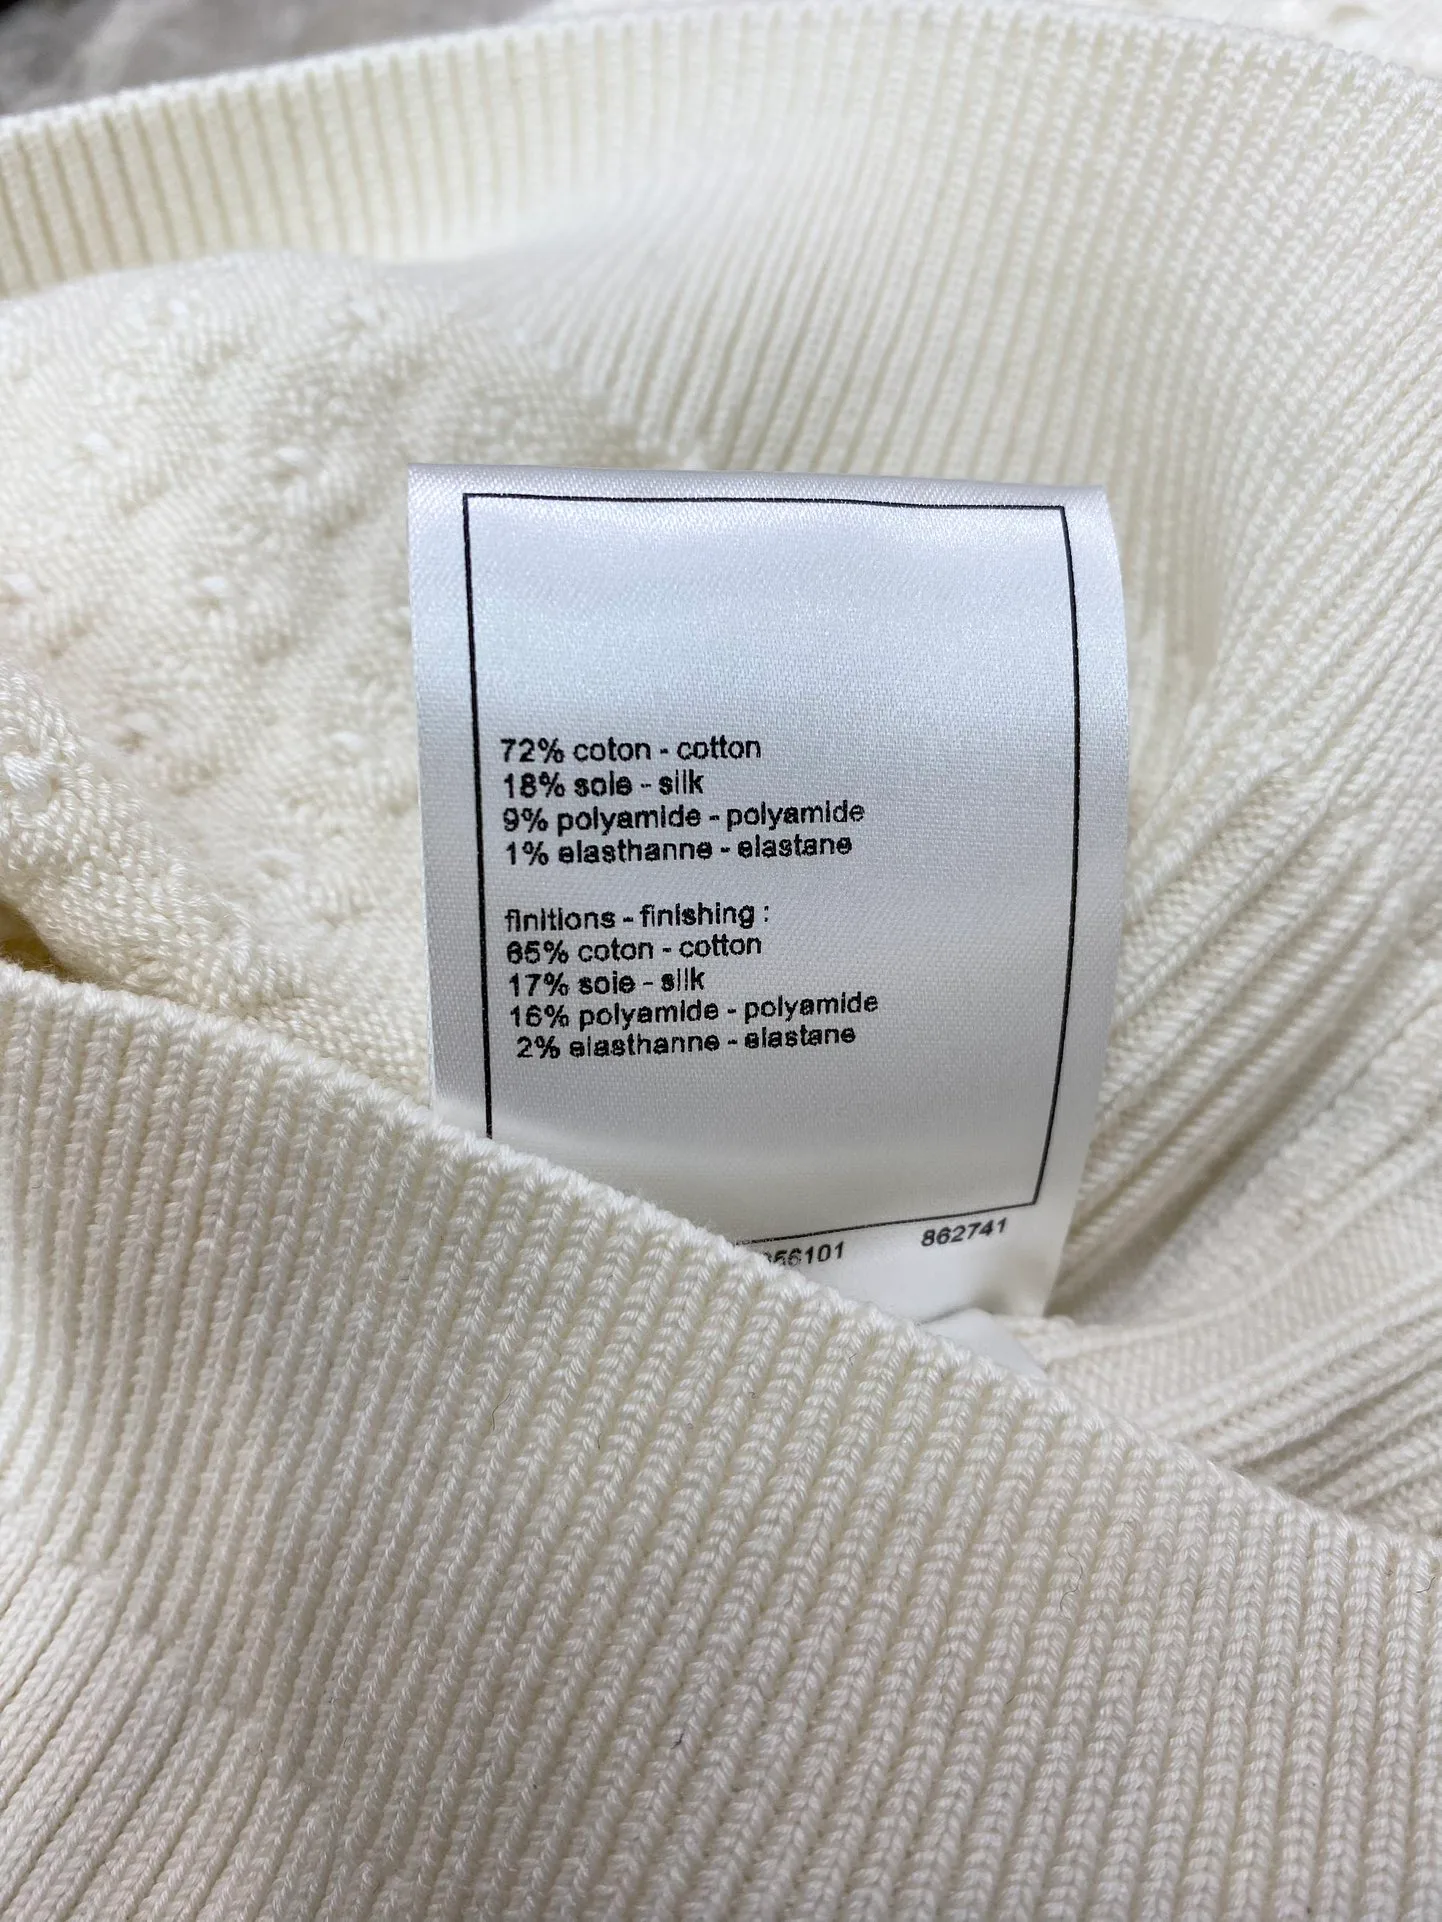 72% coton - cotton
18% soie - silk
9% polyamide - polyamide
1% elasthanne - elastane
finitions - finishing :
65% coton - cotton
17% soie - silk
16% polyamide - polyamide
2% elasthanne - elastane
862741